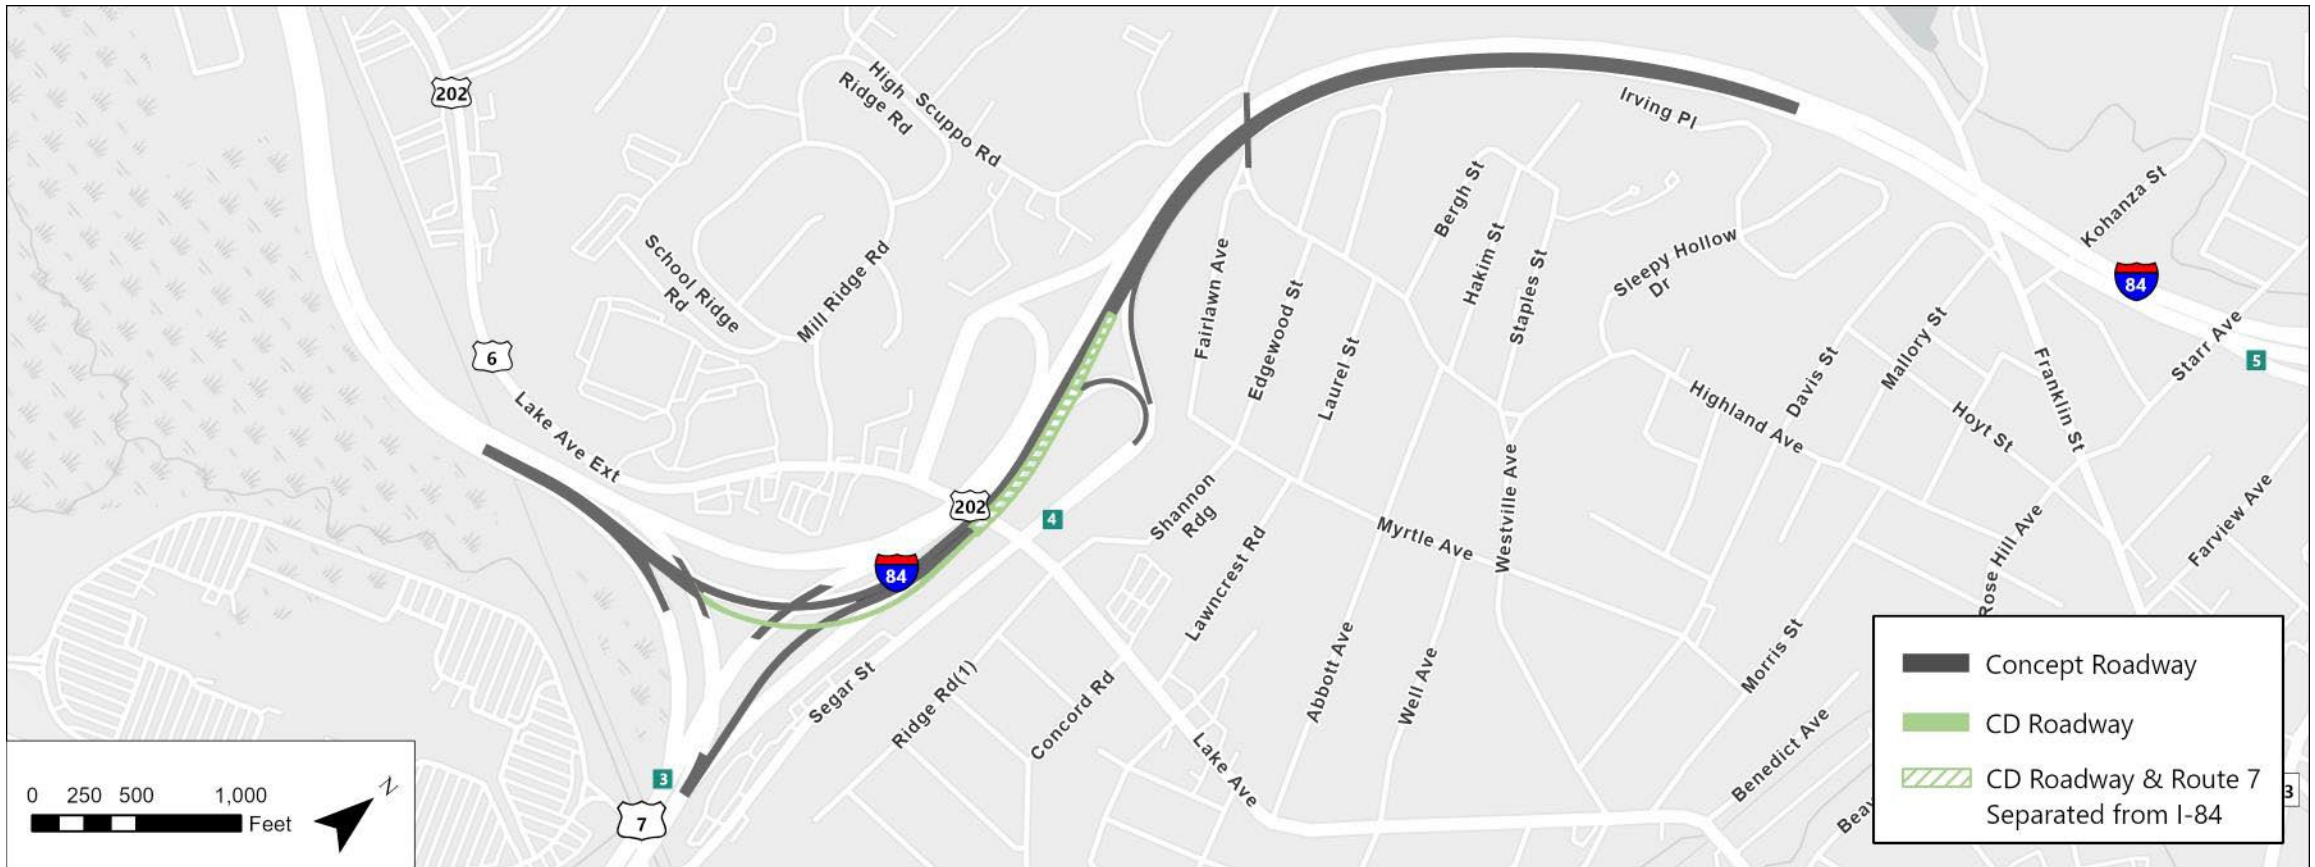 202
High Scuppo Rd
Ridge Rd
Irving Pl
Kohanza St
84
Bergh St
Hakim St
Staples St
Sleepy Hollow
Dr
School Ridge
Rd
Mill Ridge Rd
Fairlawn Ave
Edgewood St
Laurel St
6
Davis St
Mallory St
Starr Ave
5
Franklin St
Hoyt St
Highland Ave
Lake Ave Ext
202
4
Shannon
Rdg
Myrtle Ave
Westville Ave
Farview Ave
Rose Hill Ave
84
Lawncrest Rd
Segar St
Ridge Rd(1)
Concord Rd
Abbott Ave
Well Ave
Morris St
Lake Ave
Benedict Ave
Bea
3
3
7
0 250 500 1,000
Feet
N
Concept Roadway
CD Roadway
CD Roadway & Route 7
Separated from I-84